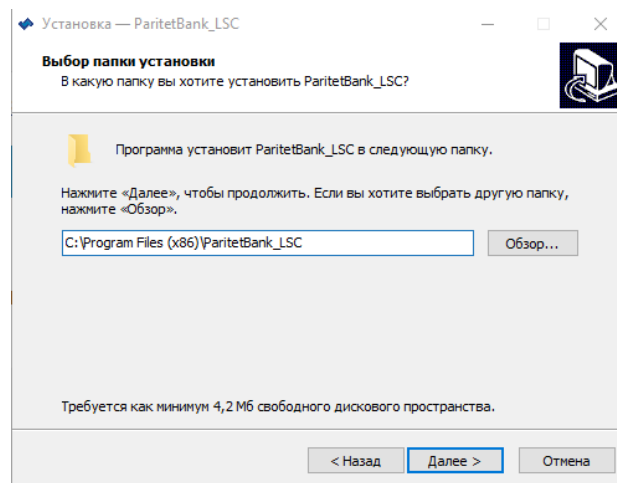 Установка — ParitetBank_LSC
Выбор папки установки
В какую папку вы хотите установить ParitetBank_LSC?
Программа установит ParitetBank_LSC в следующую папку.
Нажмите «Далее», чтобы продолжить. Если вы хотите выбрать другую папку,
нажмите «Обзор».
C:\Program Files (x86)\ParitetBank_LSC
Обзор...
Требуется как минимум 4,2 Мб свободного дискового пространства.
< Назад
Далее >
Отмена